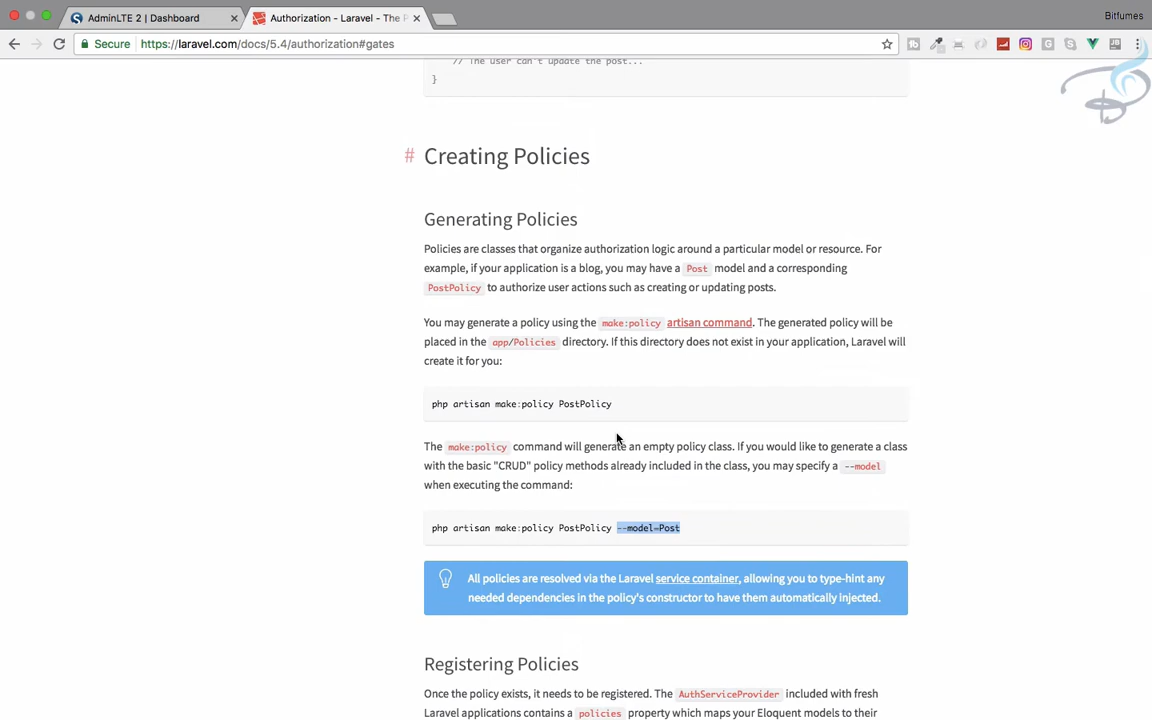 AdminLTE 2 | Dashboard
Authorization - Laravel - The P
Bitfumes
Secure
https://laravel.com/docs/5.4/authorization#gates
// The user can't update the post...
}
# Creating Policies
Generating Policies
Policies are classes that organize authorization logic around a particular model or resource. For
example, if your application is a blog, you may have a Post model and a corresponding
PostPolicy to authorize user actions such as creating or updating posts.
You may generate a policy using the make:policy artisan command. The generated policy will be
placed in the app/Policies directory. If this directory does not exist in your application, Laravel will
create it for you:
php artisan make:policy PostPolicy
The make:policy command will generate an empty policy class. If you would like to generate a class
with the basic "CRUD" policy methods already included in the class, you may specify a --model
when executing the command:
php artisan make:policy PostPolicy --model=Post
All policies are resolved via the Laravel service container, allowing you to type-hint any
needed dependencies in the policy's constructor to have them automatically injected.
Registering Policies
Once the policy exists, it needs to be registered. The AuthServiceProvider included with fresh
Laravel applications contains a policies property which maps your Eloquent models to their